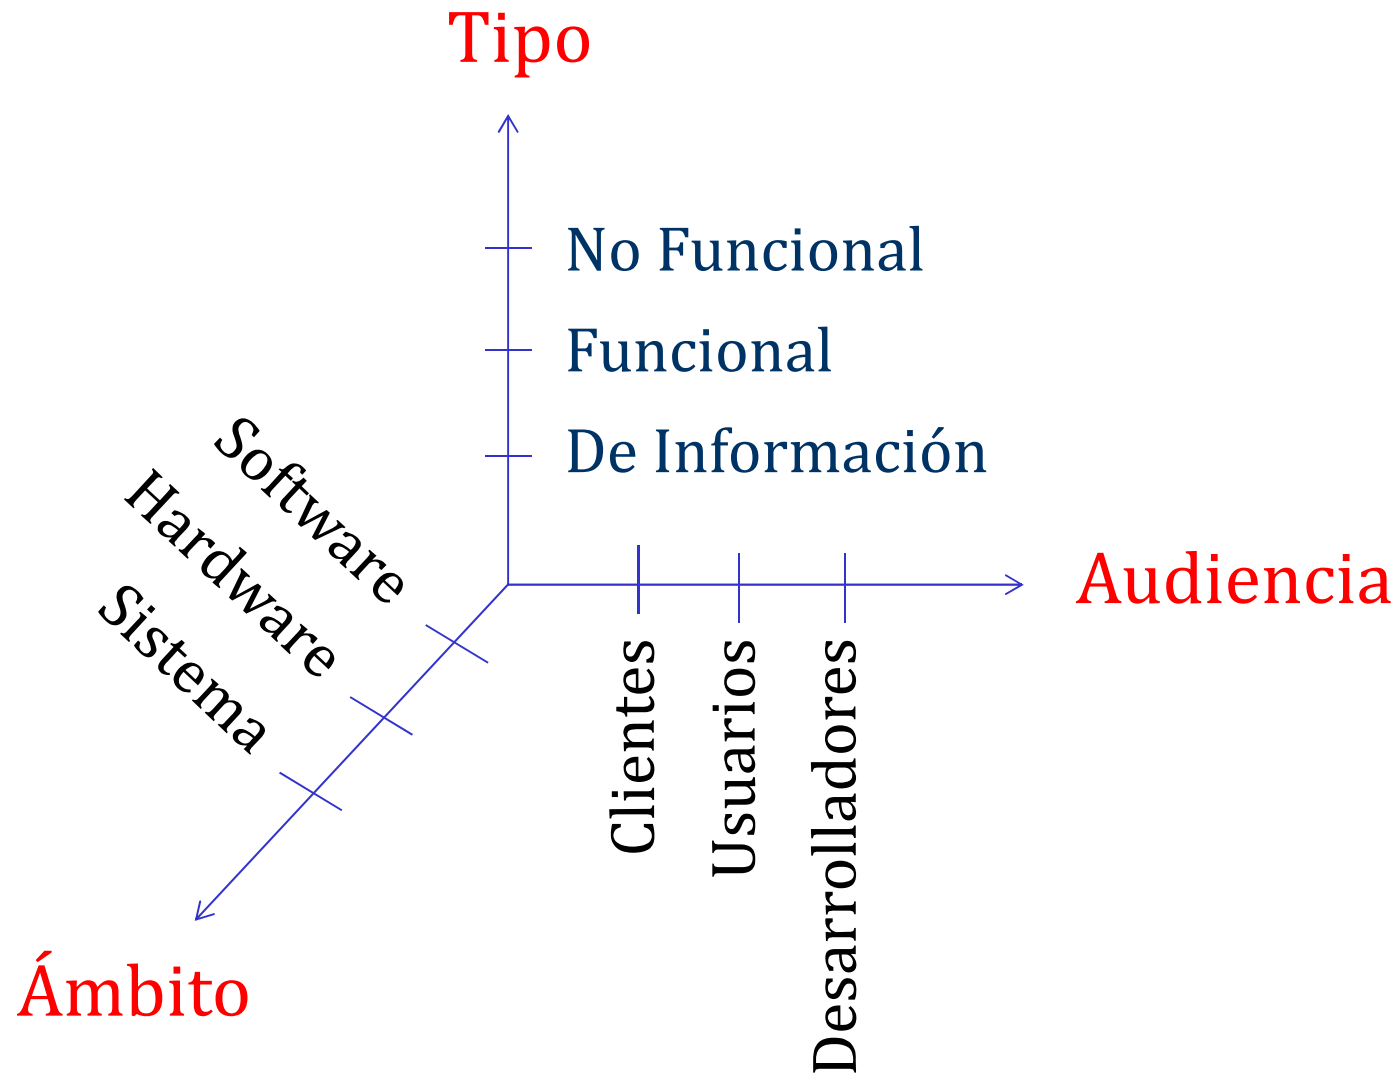 Tipo
No Funcional
Funcional
De Información
Software
Hardware
Sistema
Audiencia
Clientes
Usuarios
Desarrolladores
Ámbito